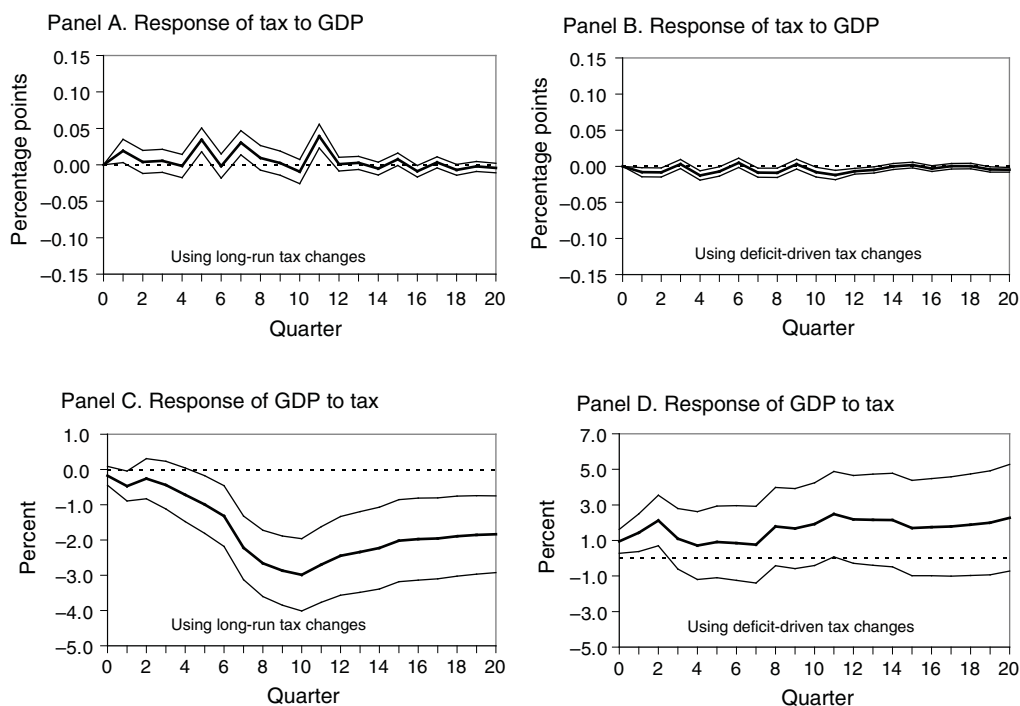 Panel A. Response of tax to GDP
0.15
0.10
0.05
0.00
−0.05
−0.10
−0.15
Percentage points
Using long-run tax changes
0 2 4 6 8 10 12 14 16 18 20
Quarter
Panel B. Response of tax to GDP
0.15
0.10
0.05
0.00
−0.05
−0.10
−0.15
Percentage points
Using deficit-driven tax changes
0 2 4 6 8 10 12 14 16 18 20
Quarter
Panel C. Response of GDP to tax
1.0
0.0
−1.0
−2.0
−3.0
−4.0
−5.0
Percent
Using long-run tax changes
0 2 4 6 8 10 12 14 16 18 20
Quarter
Panel D. Response of GDP to tax
7.0
5.0
3.0
1.0
−1.0
−3.0
−5.0
Percent
Using deficit-driven tax changes
0 2 4 6 8 10 12 14 16 18 20
Quarter